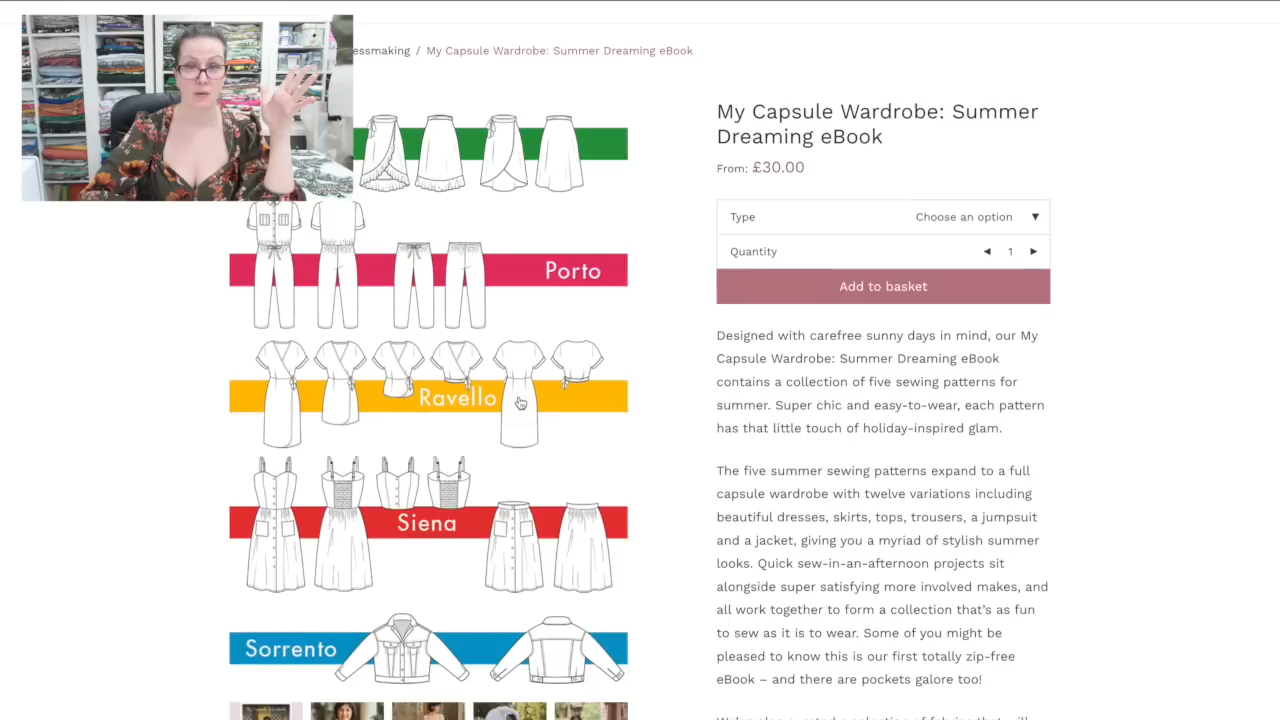 essmaking / My Capsule Wardrobe: Summer Dreaming eBook
My Capsule Wardrobe: Summer
Dreaming eBook
From: £30.00
Type Choose an option ▼
Quantity ◄ 1 ►
Add to basket
Porto
Ravello
Siena
Sorrento
Designed with carefree sunny days in mind, our My
Capsule Wardrobe: Summer Dreaming eBook
contains a collection of five sewing patterns for
summer. Super chic and easy-to-wear, each pattern
has that little touch of holiday-inspired glam.
The five summer sewing patterns expand to a full
capsule wardrobe with twelve variations including
beautiful dresses, skirts, tops, trousers, a jumpsuit
and a jacket, giving you a myriad of stylish summer
looks. Quick sew-in-an-afternoon projects sit
alongside super satisfying more involved makes, and
all work together to form a collection that’s as fun
to sew as it is to wear. Some of you might be
pleased to know this is our first totally zip-free
eBook – and there are pockets galore too!